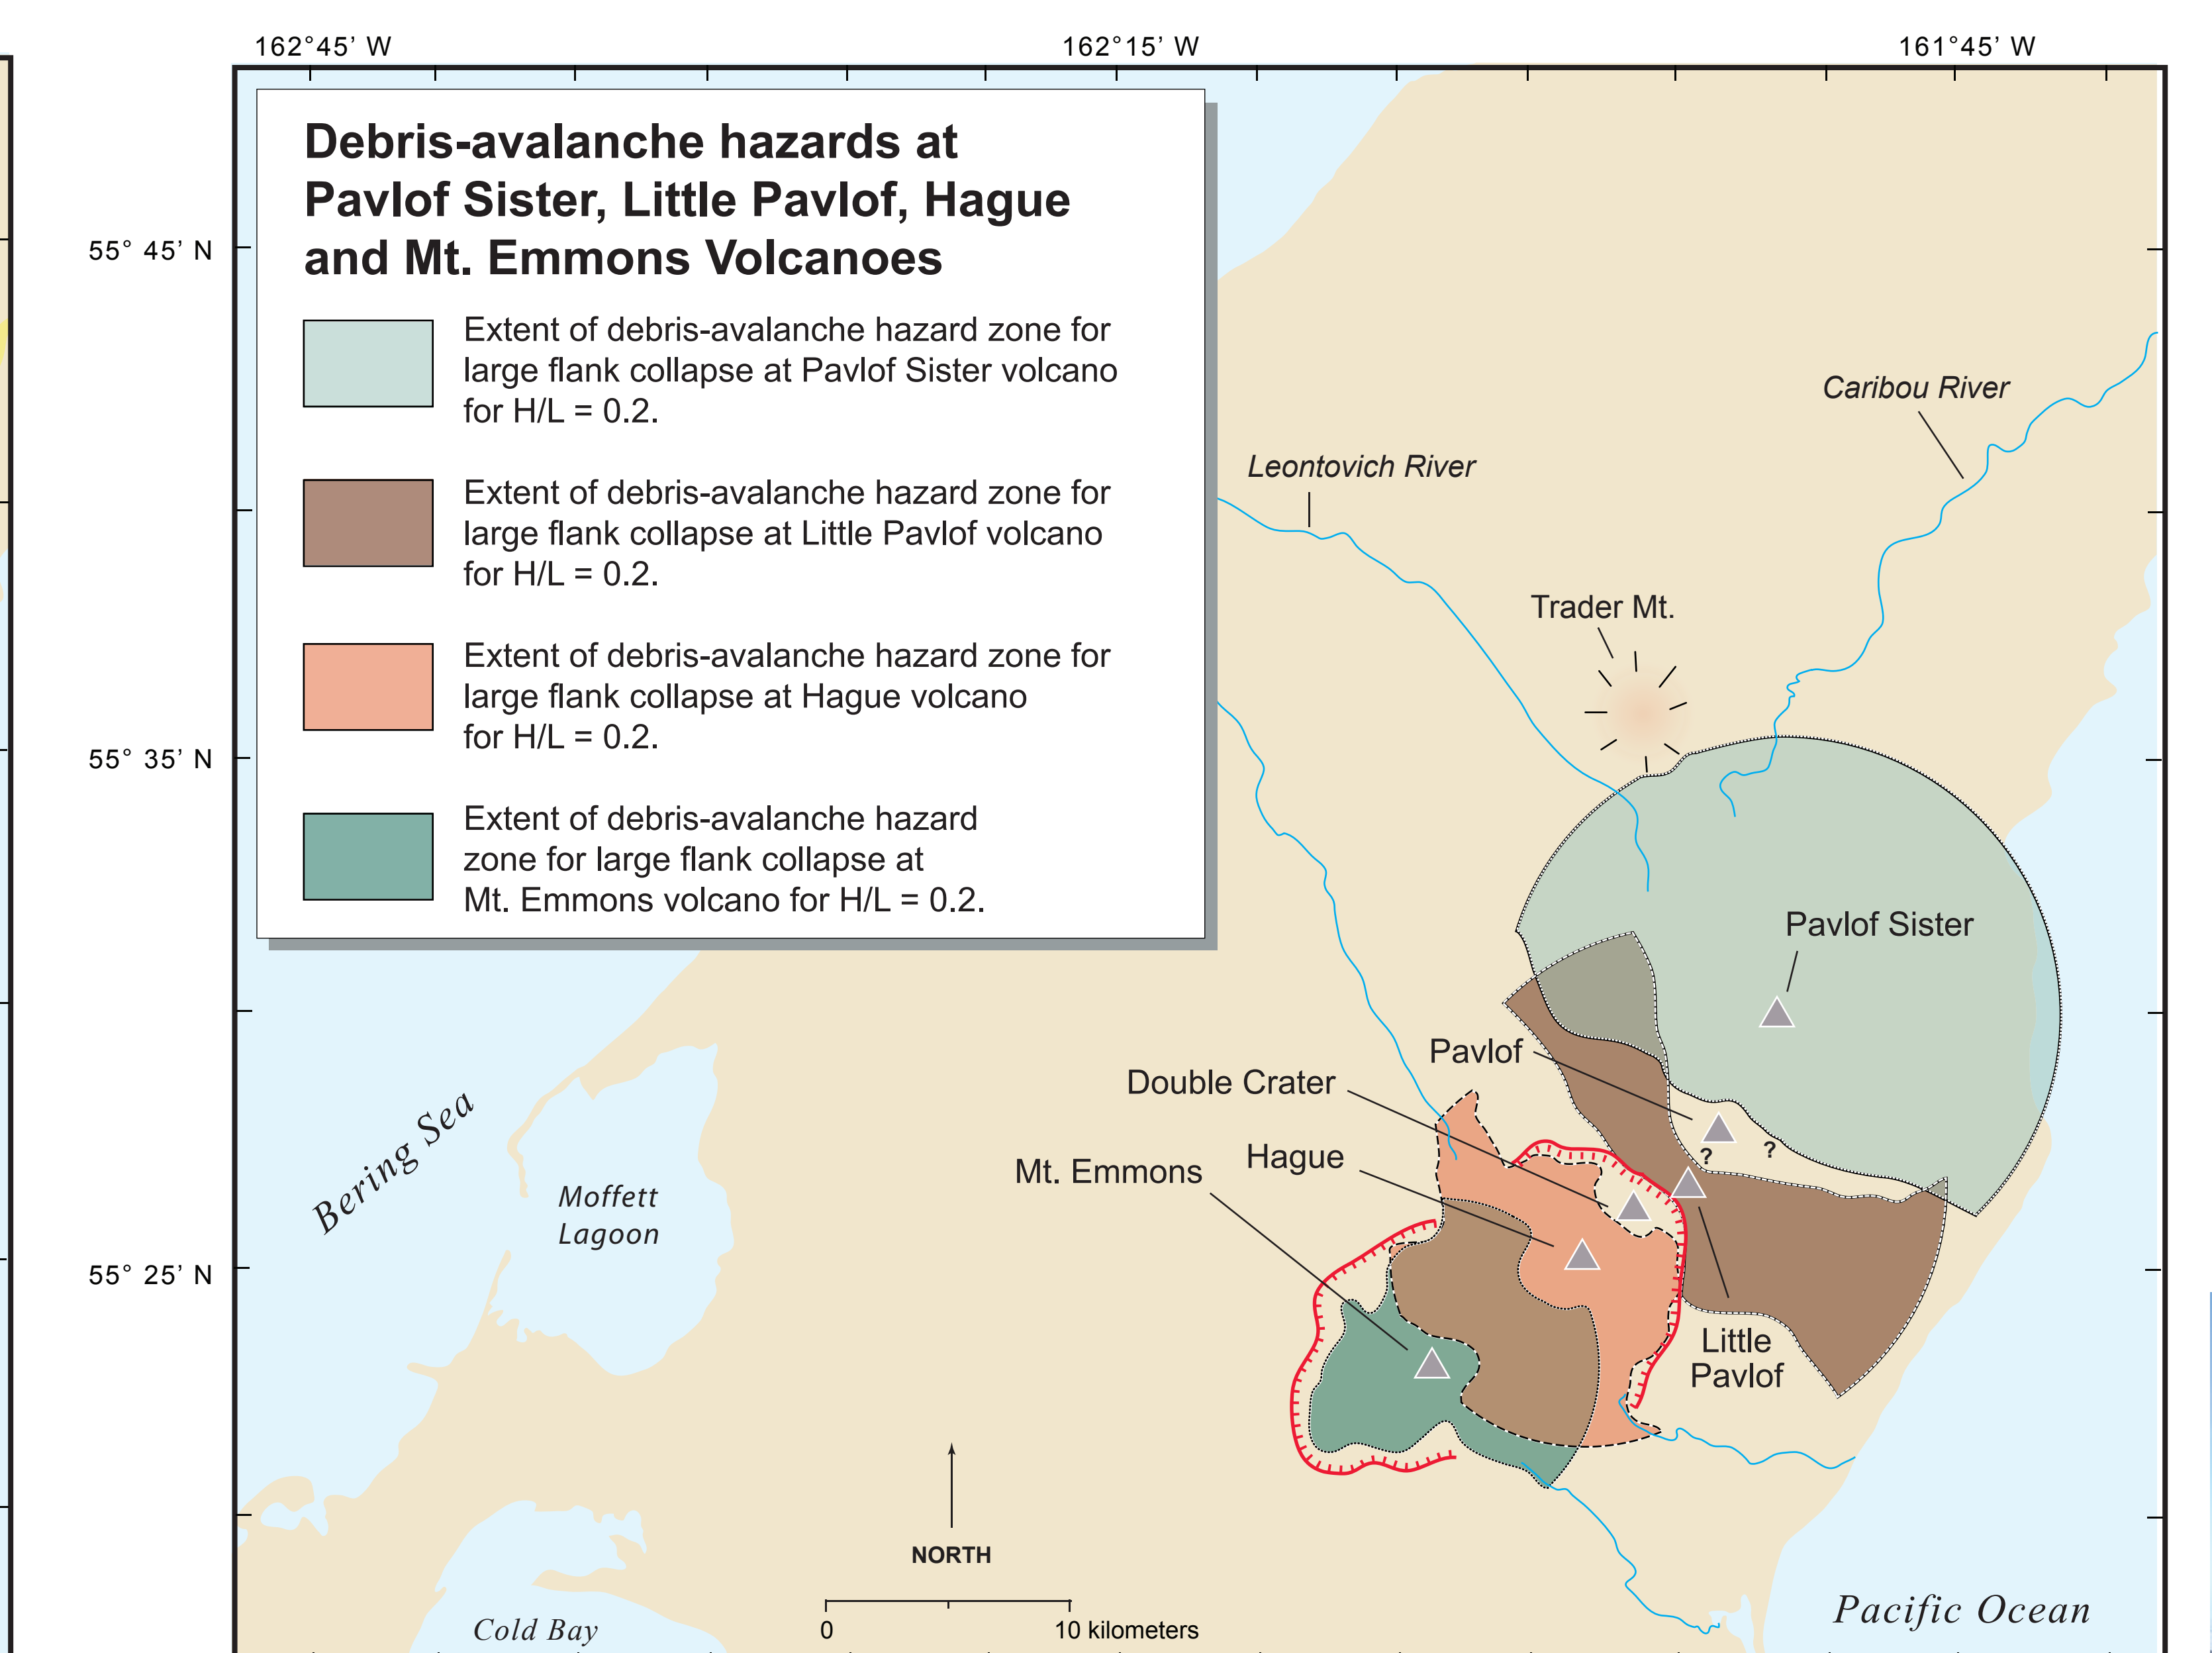 162°45’ W
162°15’ W
161°45’ W
Debris-avalanche hazards at
Pavlof Sister, Little Pavlof, Hague
and Mt. Emmons Volcanoes
55° 45’ N
Extent of debris-avalanche hazard zone for
large flank collapse at Pavlof Sister volcano
for H/L = 0.2.
Caribou River
Leontovich River
Extent of debris-avalanche hazard zone for
large flank collapse at Little Pavlof volcano
for H/L = 0.2.
Trader Mt.
Extent of debris-avalanche hazard zone for
large flank collapse at Hague volcano
for H/L = 0.2.
55° 35’ N
Extent of debris-avalanche hazard
zone for large flank collapse at
Mt. Emmons volcano for H/L = 0.2.
Pavlof Sister
Pavlof
Double Crater
Hague
Mt. Emmons
?
?
Bering Sea
Moffett
Lagoon
55° 25’ N
Little
Pavlof
NORTH
0
10 kilometers
Cold Bay
Pacific Ocean